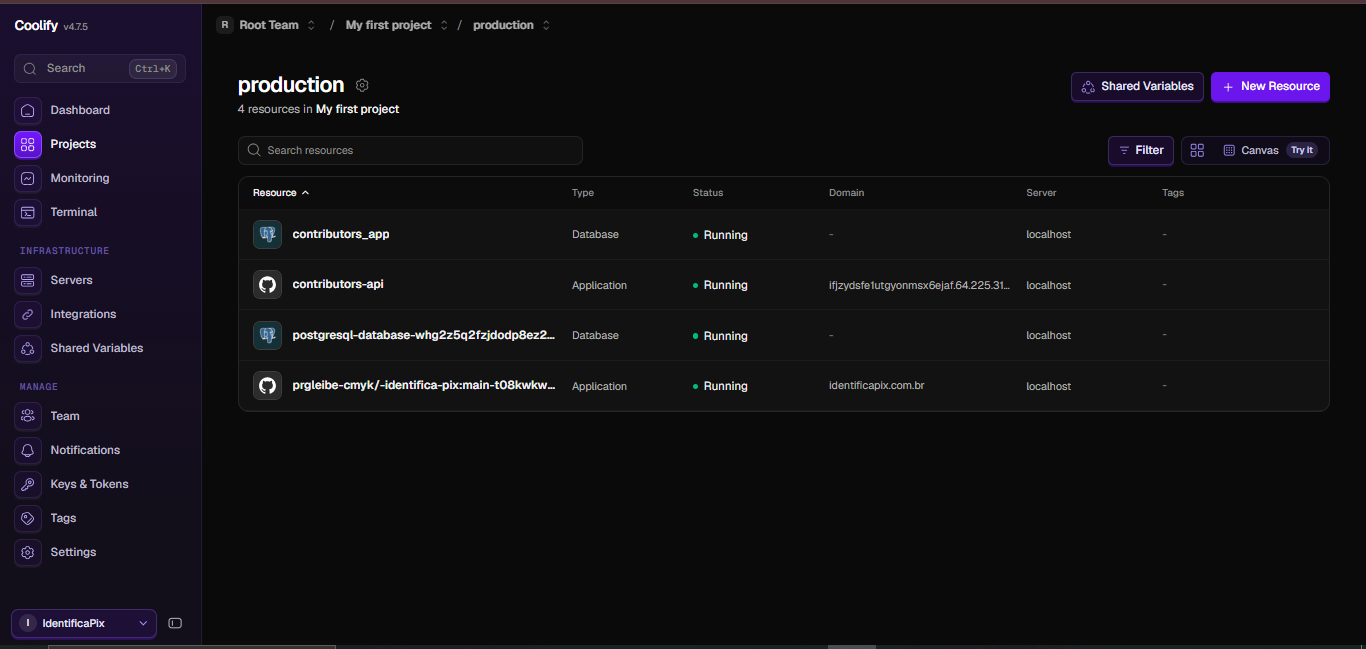 Coolify v4.7.5
R Root Team / My first project / production
Search Ctrl+K
Dashboard
Projects
Monitoring
Terminal
INFRASTRUCTURE
Servers
Integrations
Shared Variables
MANAGE
Team
Notifications
Keys & Tokens
Tags
Settings
I IdentificaPix
production
4 resources in My first project
Shared Variables
+ New Resource
Search resources
Filter
Canvas Try It
Resource Type Status Domain Server Tags
contributors_app Database Running - localhost -
contributors-api Application Running ifjzydsfe1utgyonmsx6ejaf.64.225.31... localhost -
postgresql-database-whg2z5q2fzjdodp8ez2... Database Running - localhost -
prgleibe-cmyk/-identifica-pix:main-t08kwkw... Application Running identificapix.com.br localhost -